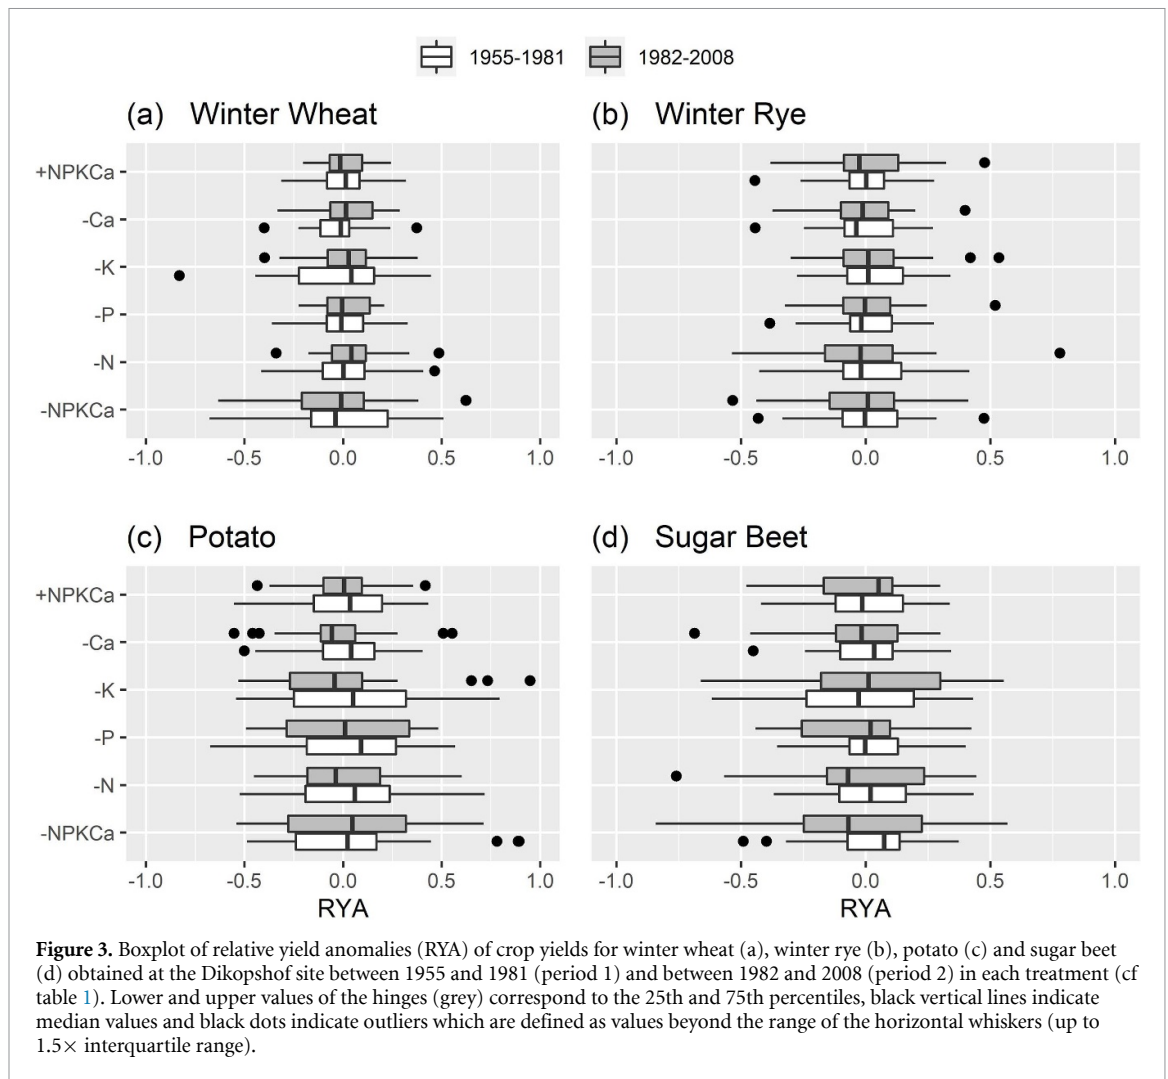 1955-1981 1982-2008
(a) Winter Wheat (b) Winter Rye
+NPKCa
-Ca
-K
-P
-N
-NPKCa
-1.0 -0.5 0.0 0.5 1.0 -1.0 -0.5 0.0 0.5 1.0
(c) Potato (d) Sugar Beet
+NPKCa
-Ca
-K
-P
-N
-NPKCa
-1.0 -0.5 0.0 0.5 1.0 -1.0 -0.5 0.0 0.5 1.0
RYA RYA
Figure 3. Boxplot of relative yield anomalies (RYA) of crop yields for winter wheat (a), winter rye (b), potato (c) and sugar beet
(d) obtained at the Dikopshof site between 1955 and 1981 (period 1) and between 1982 and 2008 (period 2) in each treatment (cf
table 1). Lower and upper values of the hinges (grey) correspond to the 25th and 75th percentiles, black vertical lines indicate
median values and black dots indicate outliers which are defined as values beyond the range of the horizontal whiskers (up to
1.5× interquartile range).